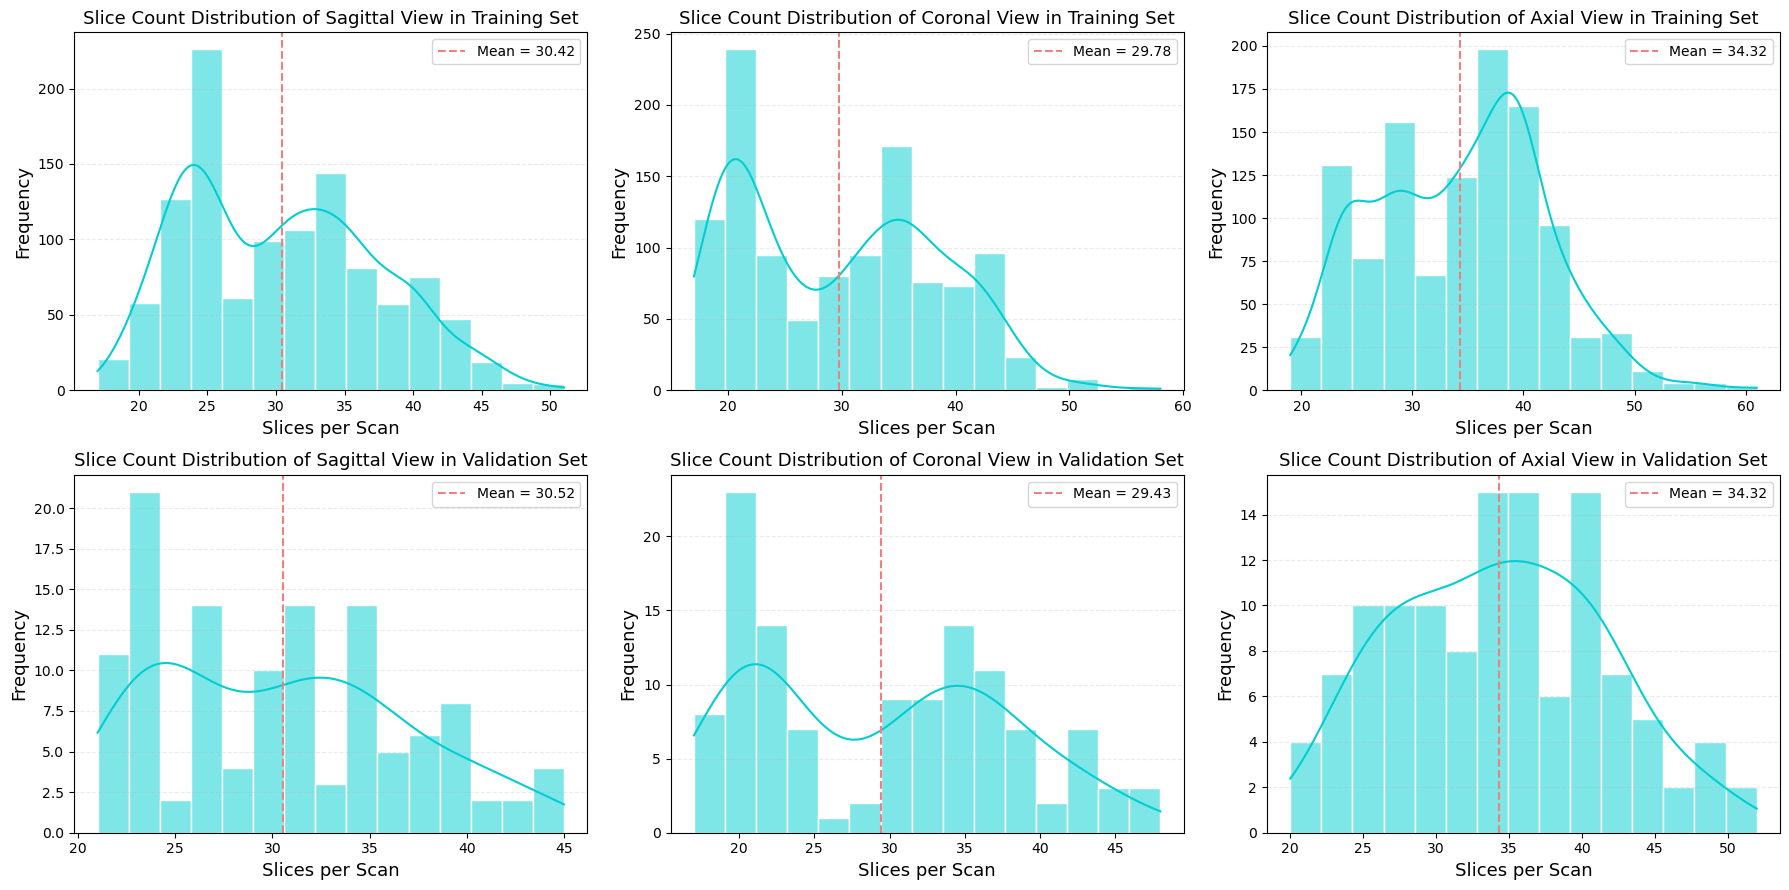 Slice Count Distribution of Sagittal View in Training Set
Mean = 30.42
Frequency
200
150
100
50
0
20 25 30 35 40 45 50
Slices per Scan
Slice Count Distribution of Coronal View in Training Set
Mean = 29.78
Frequency
250
200
150
100
50
0
20 30 40 50 60
Slices per Scan
Slice Count Distribution of Axial View in Training Set
Mean = 34.32
Frequency
200
175
150
125
100
75
50
25
0
20 30 40 50 60
Slices per Scan
Slice Count Distribution of Sagittal View in Validation Set
Mean = 30.52
Frequency
20.0
17.5
15.0
12.5
10.0
7.5
5.0
2.5
0.0
20 25 30 35 40 45
Slices per Scan
Slice Count Distribution of Coronal View in Validation Set
Mean = 29.43
Frequency
20
15
10
5
0
20 25 30 35 40 45
Slices per Scan
Slice Count Distribution of Axial View in Validation Set
Mean = 34.32
Frequency
14
12
10
8
6
4
2
0
20 25 30 35 40 45 50
Slices per Scan